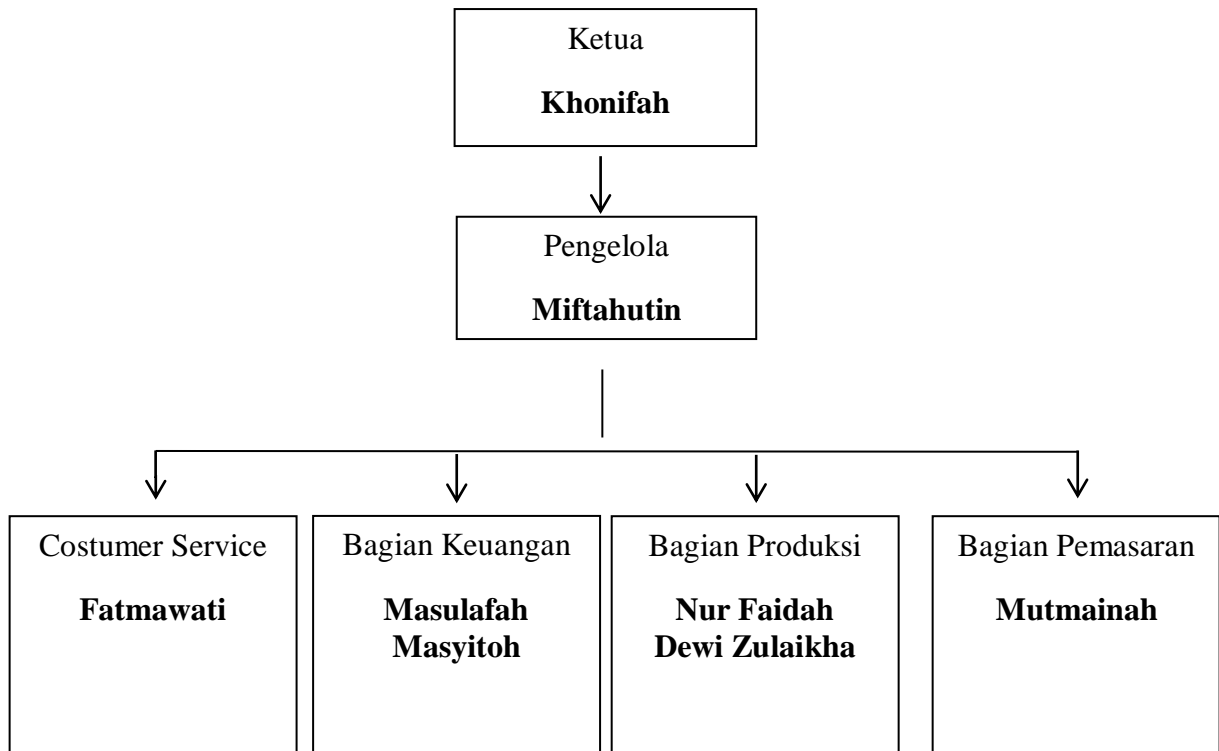 Ketua
Khonifah
Pengelola
Miftahutin
Costumer Service
Fatmawati
Bagian Keuangan
Masulafah
Masyitoh
Bagian Produksi
Nur Faidah
Dewi Zulaikha
Bagian Pemasaran
Mutmainah